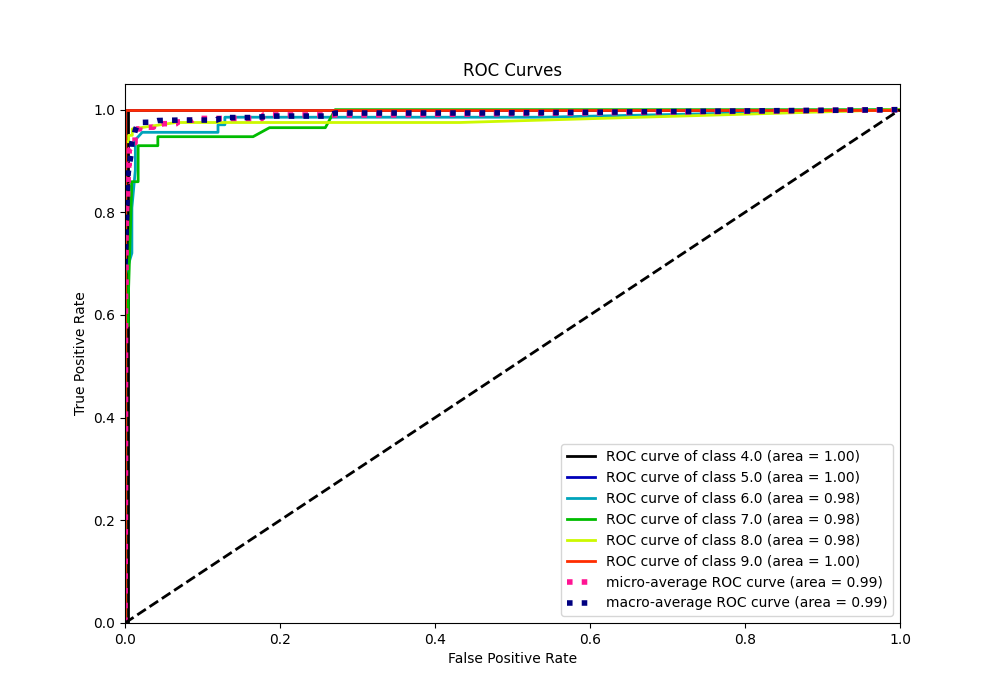 ROC Curves
1.0
0.8
0.6
0.4
0.2
0.0
True Positive Rate
0.0 0.2 0.4 0.6 0.8 1.0
False Positive Rate
ROC curve of class 4.0 (area = 1.00)
ROC curve of class 5.0 (area = 1.00)
ROC curve of class 6.0 (area = 0.98)
ROC curve of class 7.0 (area = 0.98)
ROC curve of class 8.0 (area = 0.98)
ROC curve of class 9.0 (area = 1.00)
micro-average ROC curve (area = 0.99)
macro-average ROC curve (area = 0.99)